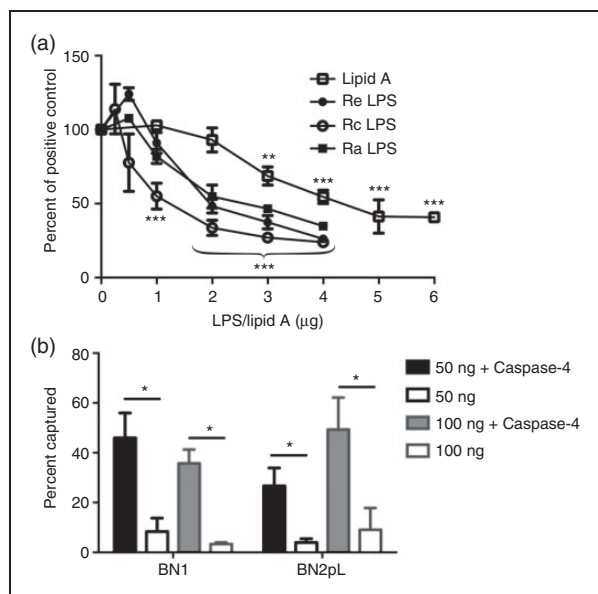 (a)
150
100
50
0
Percent of positive control
Lipid A
Re LPS
Rc LPS
Ra LPS
***
**
***
***
***
***
0 1 2 3 4 5 6
LPS/lipid A (μg)
(b)
80
60
40
20
0
Percent captured
* * * *
BN1 BN2pL
50 ng + Caspase-4
50 ng
100 ng + Caspase-4
100 ng